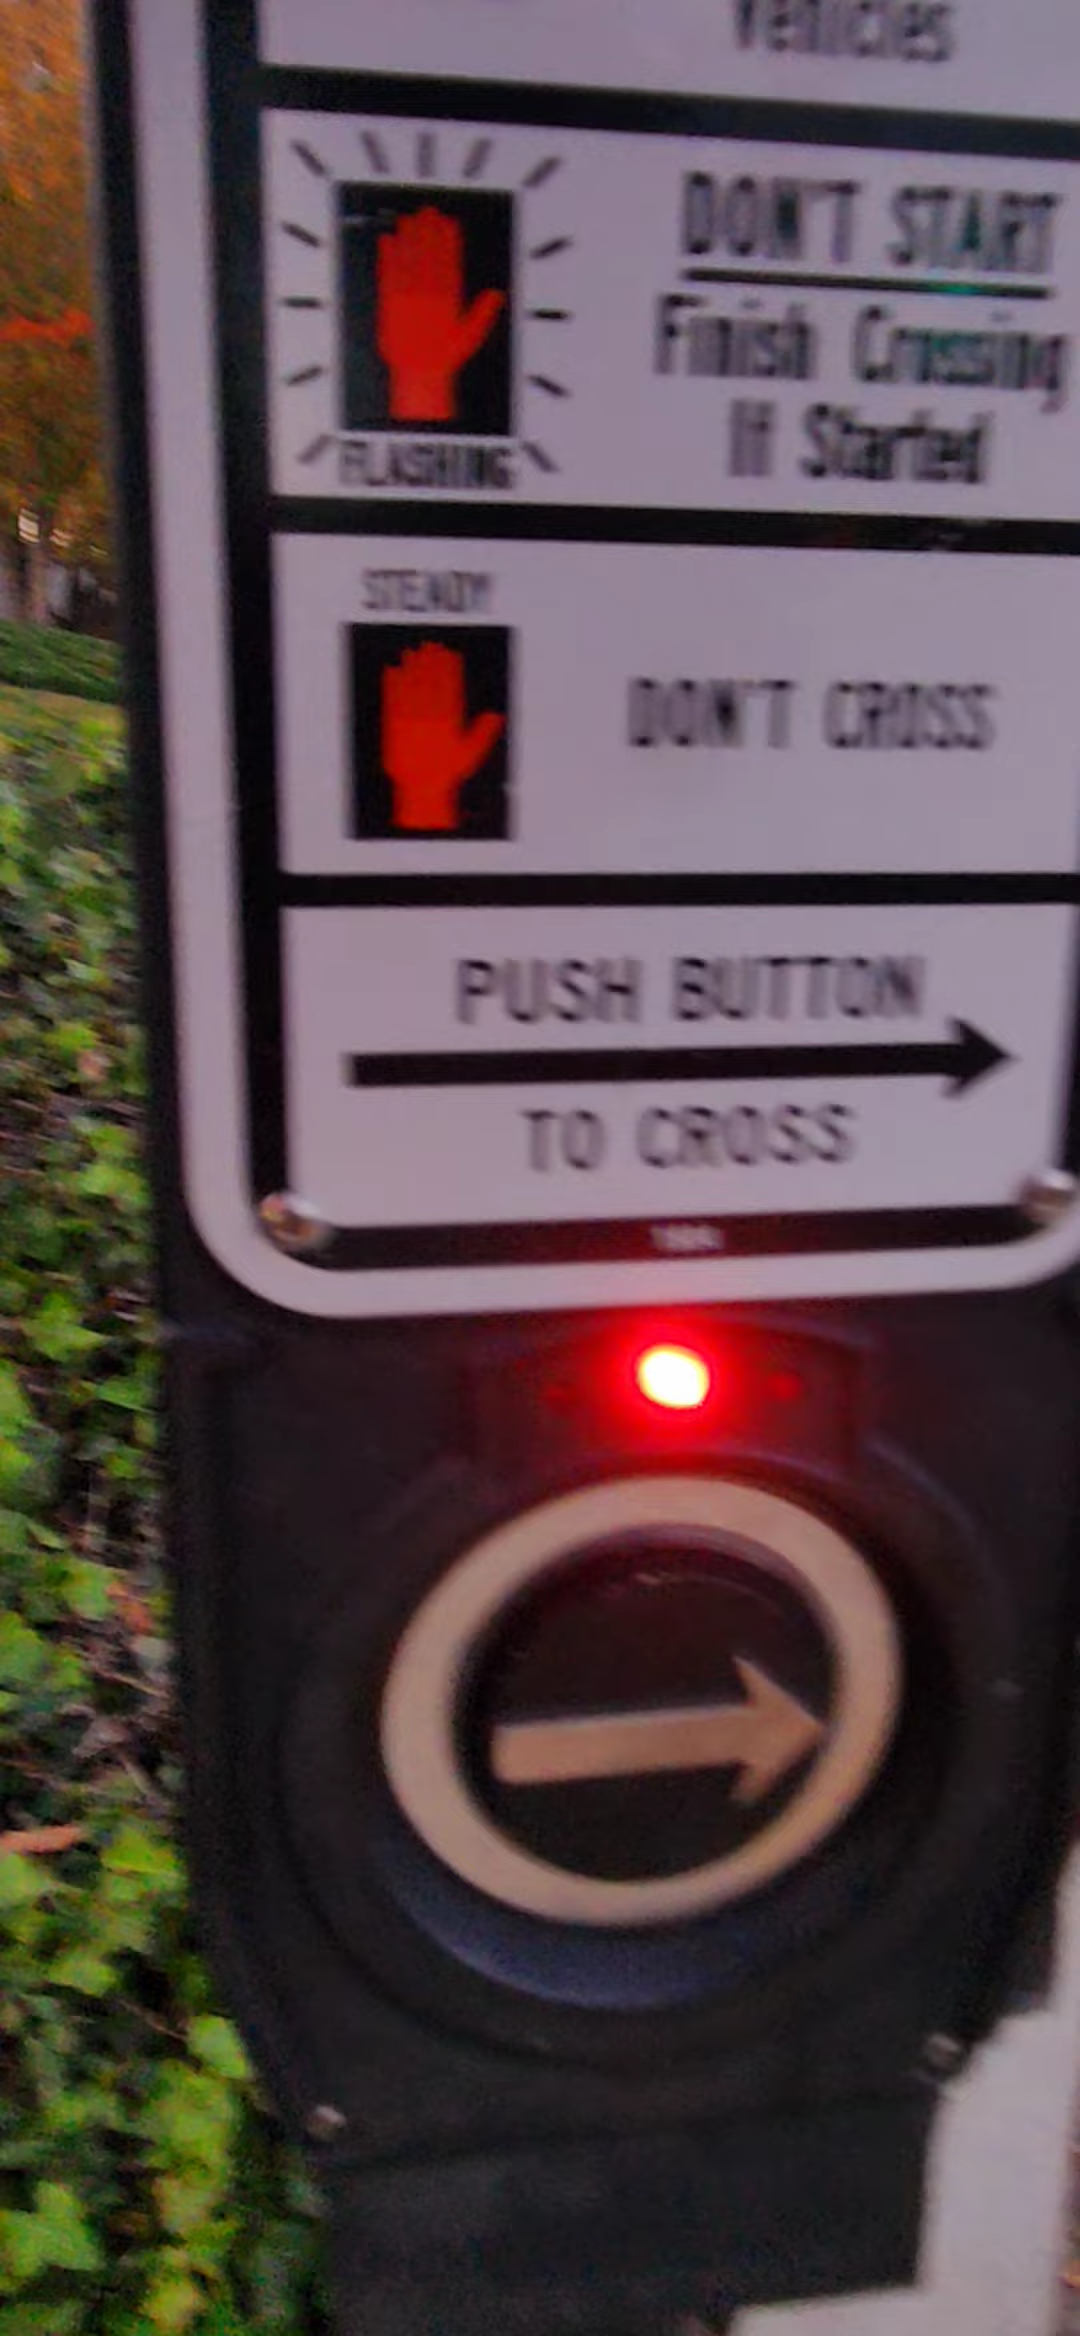 Vehicles
DON'T START
Finish Crossing
If Started
FLASHING
STEADY
DON'T CROSS
PUSH BUTTON
TO CROSS